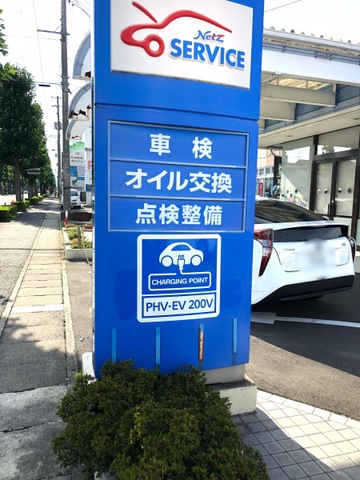 Netz
SERVICE
車検
オイル交換
点検整備
CHARGING POINT
PHV・EV 200V